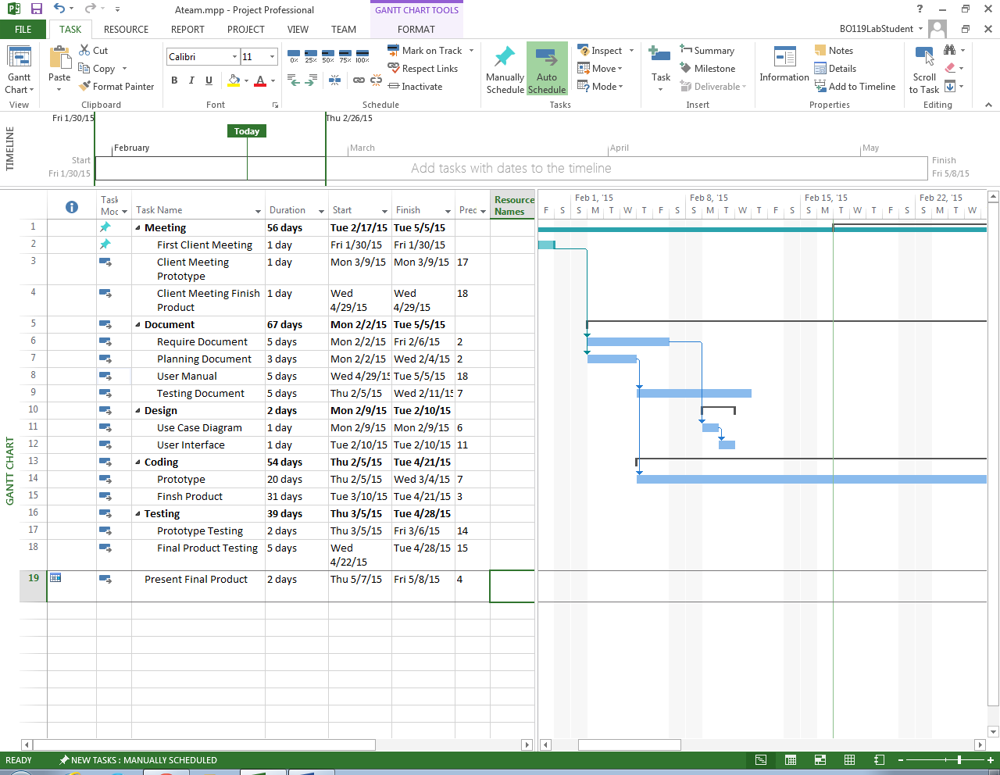 Ateam.mpp - Project Professional
GANTT CHART TOOLS
?
FILE TASK RESOURCE REPORT PROJECT VIEW TEAM FORMAT BO119LabStudent
Gantt Chart
View
Paste
Cut
Copy
Format Painter
Clipboard
Calibri 11
B I U A
Font
0% 25% 50% 75% 100%
Mark on Track
Respect Links
Inactivate
Schedule
Manually Schedule
Auto Schedule
Inspect
Move
Mode
Tasks
Task
Summary
Milestone
Deliverable
Insert
Information
Notes
Details
Add to Timeline
Properties
Scroll to Task
Editing
TIMELINE
Fri 1/30/15 Thu 2/26/15
Today
February March April May
Start
Fri 1/30/15
Add tasks with dates to the timeline
Finish
Fri 5/8/15
GANTT CHART
Task Name Duration Start Finish Resource Names
Feb 1, '15 Feb 8, '15 Feb 15, '15 Feb 22, '15
F S S M T W T F S S M T W T F S S M T W T F S S M T W
1 Meeting 56 days Tue 2/17/15 Tue 5/5/15
2 First Client Meeting 1 day Fri 1/30/15 Fri 1/30/15
3 Client Meeting Prototype 1 day Mon 3/9/15 Mon 3/9/15 17
4 Client Meeting Finish Product 1 day Wed 4/29/15 Wed 4/29/15 18
5 Document 67 days Mon 2/2/15 Tue 5/5/15
6 Require Document 5 days Mon 2/2/15 Fri 2/6/15 2
7 Planning Document 3 days Mon 2/2/15 Wed 2/4/15 2
8 User Manual 5 days Wed 4/29/15 Tue 5/5/15 18
9 Testing Document 5 days Thu 2/5/15 Wed 2/11/15 7
10 Design 2 days Mon 2/9/15 Tue 2/10/15
11 Use Case Diagram 1 day Mon 2/9/15 Mon 2/9/15 6
12 User Interface 1 day Tue 2/10/15 Tue 2/10/15 11
13 Coding 54 days Thu 2/5/15 Tue 4/21/15
14 Prototype 20 days Thu 2/5/15 Wed 3/4/15 7
15 Finsh Product 31 days Tue 3/10/15 Tue 4/21/15 3
16 Testing 39 days Thu 3/5/15 Tue 4/28/15
17 Prototype Testing 2 days Thu 3/5/15 Fri 3/6/15 14
18 Final Product Testing 5 days Wed 4/22/15 Tue 4/28/15 15
19 Present Final Product 2 days Thu 5/7/15 Fri 5/8/15 4
READY NEW TASKS : MANUALLY SCHEDULED